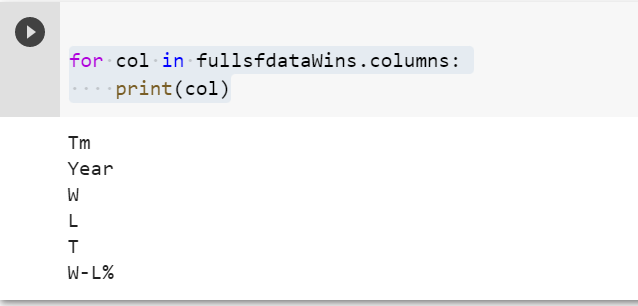 for col in fullsfdataWins.columns:
    print(col)
Tm
Year
W
L
T
W-L%